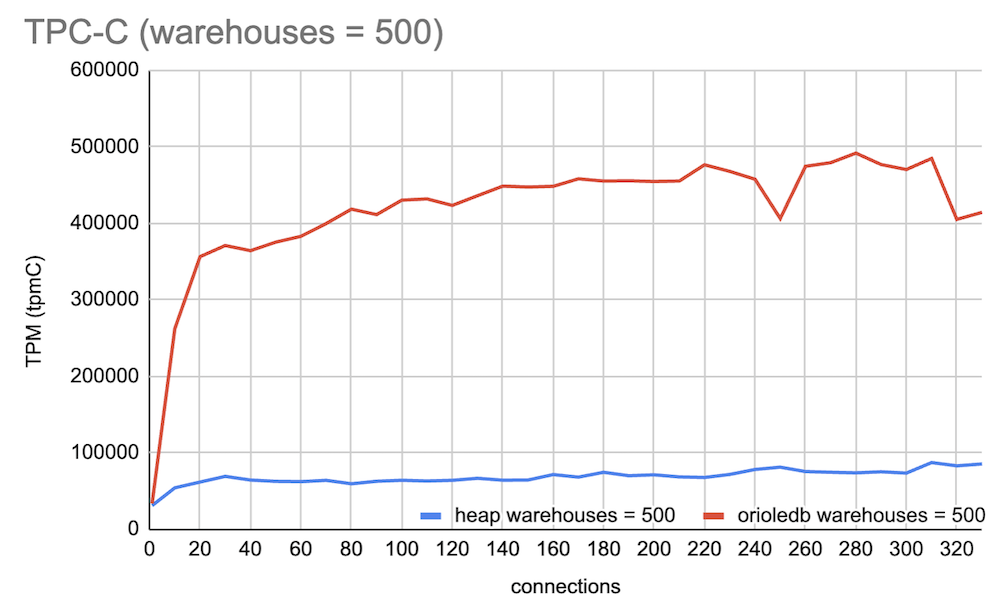 TPC-C (warehouses = 500)
600000
500000
400000
300000
200000
100000
0
TPM (tpmC)
heap warehouses = 500 orioledb warehouses = 500
0 20 40 60 80 100 120 140 160 180 200 220 240 260 280 300 320
connections